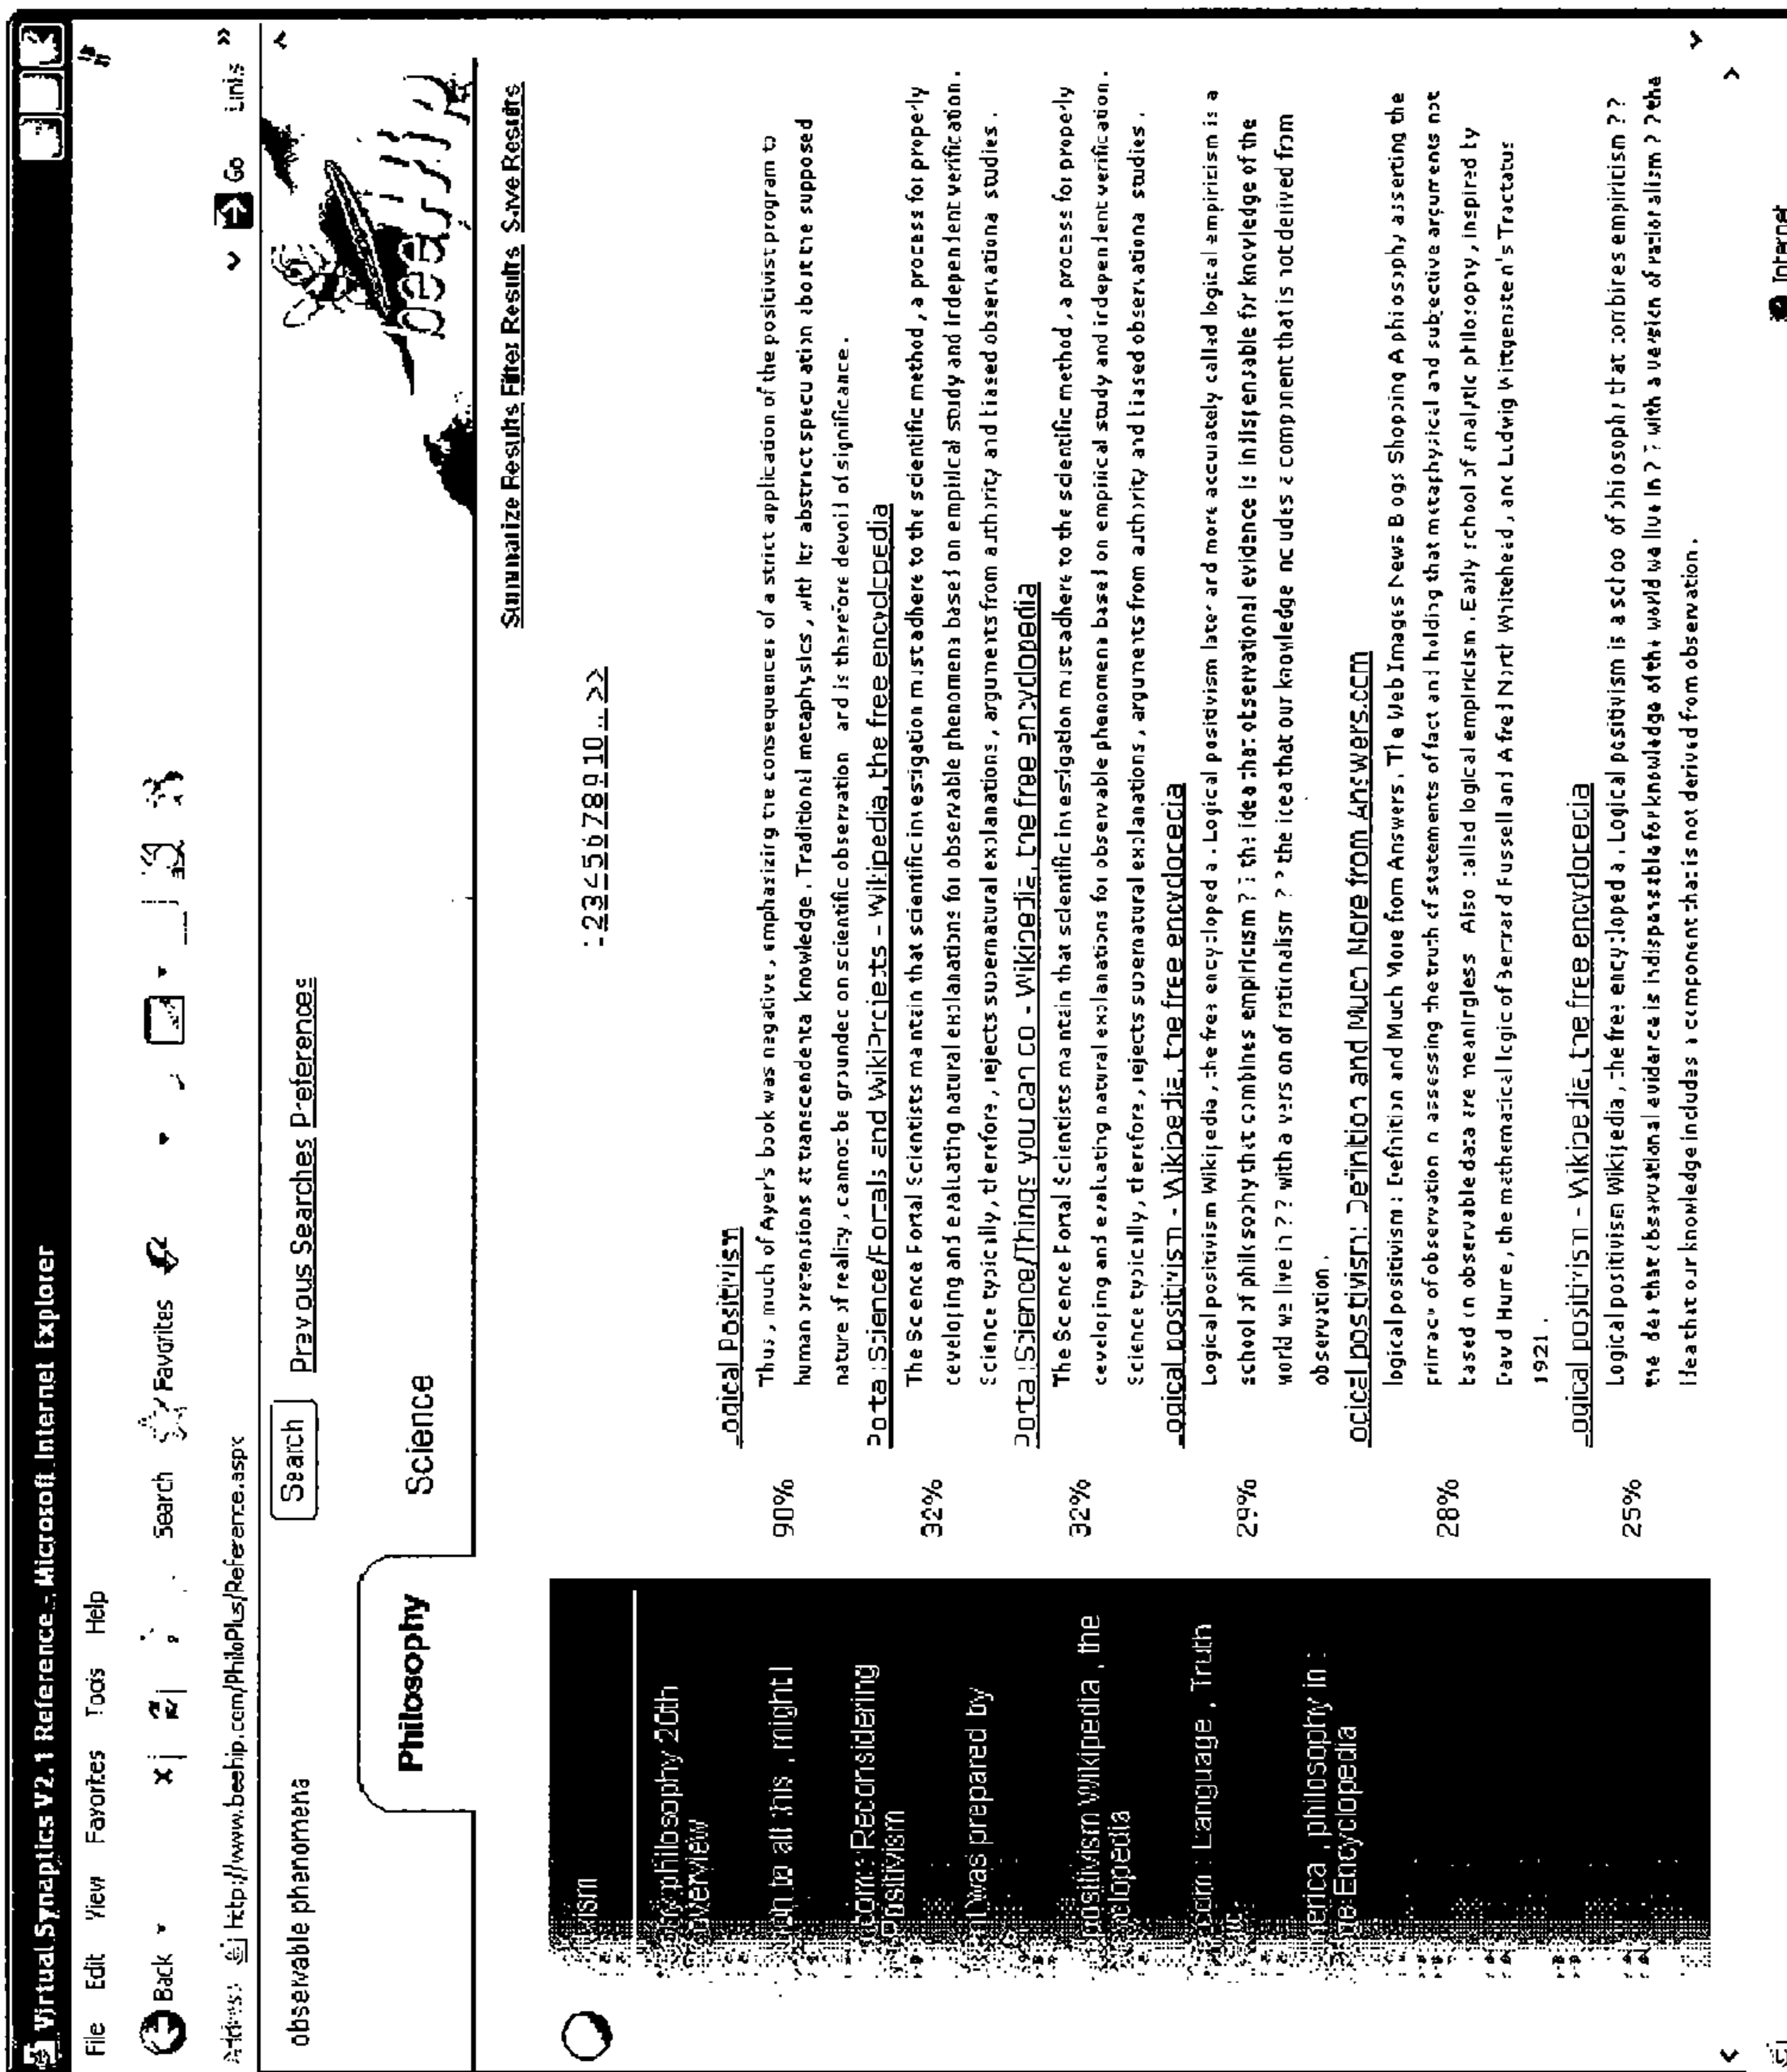 Virtual Synaptics V2.1 Reference - Microsoft Internet Explorer
File Edit View Favorites Tools Help
Back Search Favorites
Address http://www.beehip.com/PhiloPlus/Reference.aspx Go Links »
observable phenomena Search Previous Searches Preferences
Philosophy Science
Summarize Results Filter Results Save Results
2 3 4 5 6 7 8 9 10 .. >>
philosophy 20th
overview
to all this , might I
Reconsidering
Positivism
was prepared by
positivism Wikipedia , the
Language , Truth
philosophy in :
Encyclopedia
Logical Positivism
90% Thus , much of Ayer's book was negative , emphasizing the consequences of a strict application of the positivist program to
human pretensions at transcendental knowledge . Traditional metaphysics , with its abstract speculation about the supposed
nature of reality , cannot be grounded on scientific observation and is therefore devoid of significance .
Portal:Science/Portals and WikiProjects - Wikipedia, the free encyclopedia
32% The Science Portal Scientists maintain that scientific investigation must adhere to the scientific method , a process for properly
developing and evaluating natural explanations for observable phenomena based on empirical study and independent verification .
Science typically , therefore , rejects supernatural explanations , arguments from authority and biased observational studies .
Portal:Science/Things you can do - Wikipedia, the free encyclopedia
32% The Science Portal Scientists maintain that scientific investigation must adhere to the scientific method , a process for properly
developing and evaluating natural explanations for observable phenomena based on empirical study and independent verification .
Science typically , therefore , rejects supernatural explanations , arguments from authority and biased observational studies .
Logical positivism - Wikipedia, the free encyclopedia
29% Logical positivism Wikipedia , the free encyclopedia . Logical positivism later and more accurately called logical empiricism is a
school of philosophy that combines empiricism ? ? the idea that observational evidence is indispensable for knowledge of the
world we live in ? ? with a version of rationalism ? ? the idea that our knowledge includes a component that is not derived from
observation .
logical positivism: Definition and Much More from Answers.com
28% logical positivism : Definition and Much More from Answers . The Web Images News Blogs Shopping A philosophy asserting the
primacy of observation in assessing the truth of statements of fact and holding that metaphysical and subjective arguments not
based on observable data are meaningless Also called logical empiricism . Early school of analytic philosophy , inspired by
David Hume , the mathematical logic of Bertrand Russell and Alfred North Whitehead , and Ludwig Wittgenstein's Tractatus
1921 .
Logical positivism - Wikipedia, the free encyclopedia
25% Logical positivism Wikipedia , the free encyclopedia . Logical positivism is a school of philosophy that combines empiricism ? ?
the idea that observational evidence is indispensable for knowledge of the world we live in ? ? with a version of rationalism ? ? the
idea that our knowledge includes a component that is not derived from observation .
Internet